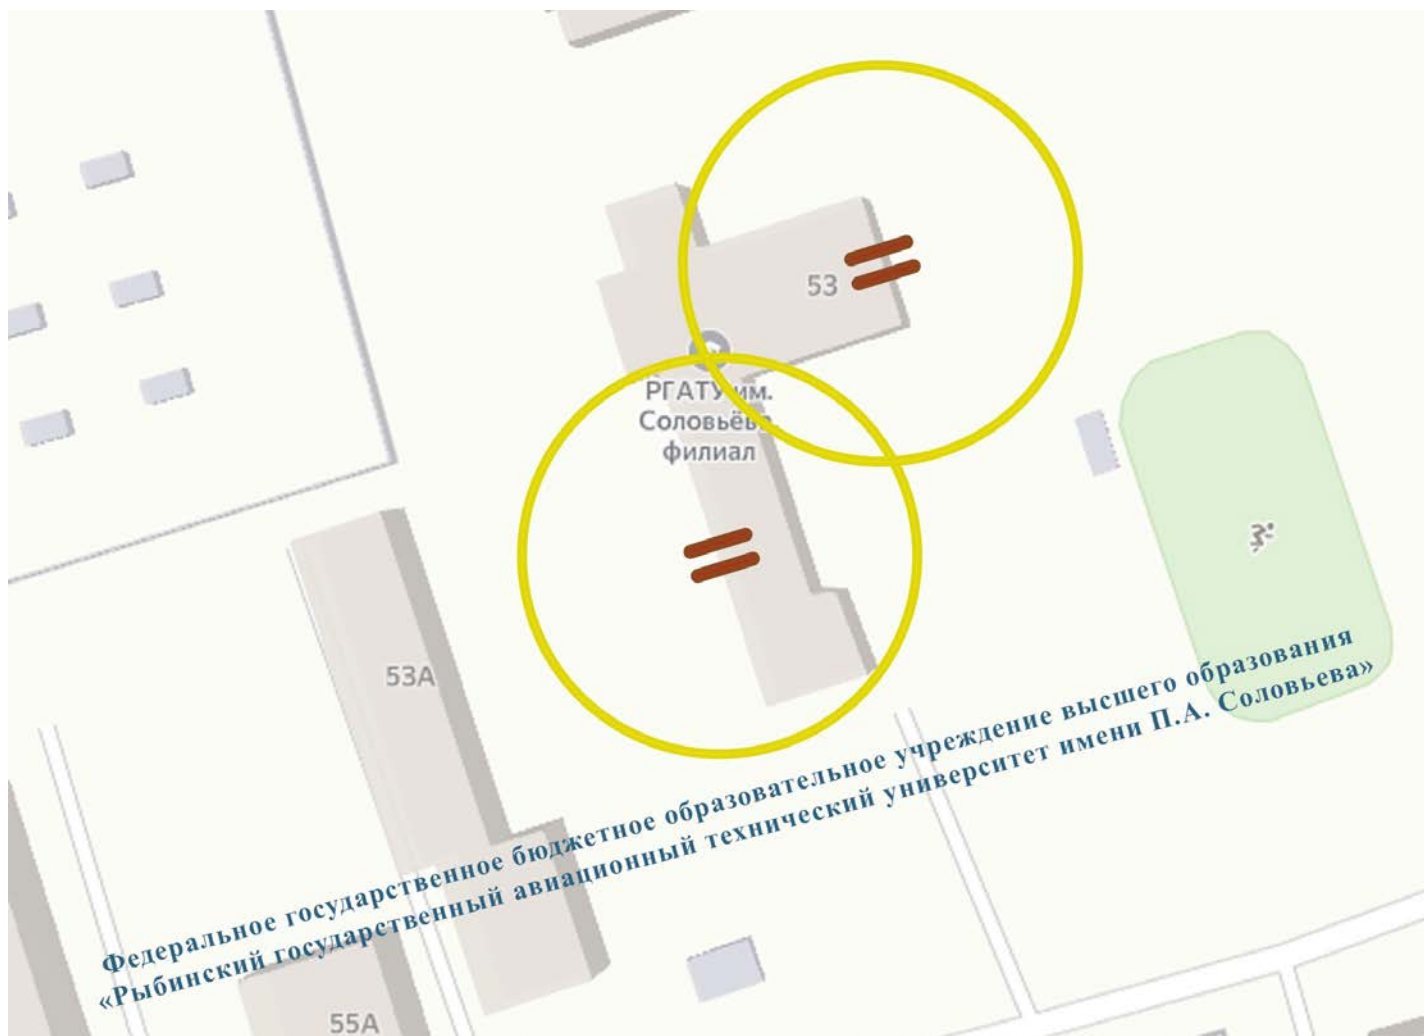 53
РГАТУ им.
Соловьёва
филиал
53А
Федеральное государственное бюджетное образовательное учреждение высшего образования
«Рыбинский государственный авиационный технический университет имени П.А. Соловьева»
55А